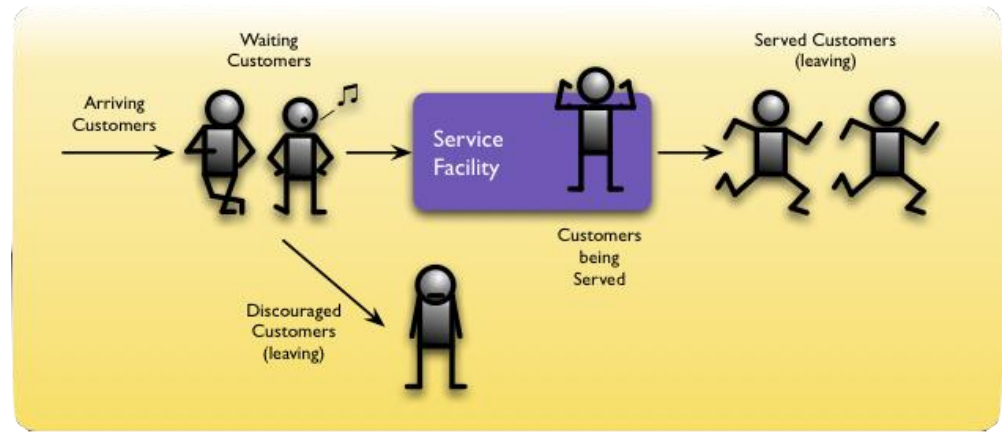 Waiting
Customers
Served Customers
(leaving)
Arriving
Customers
Service
Facility
Customers
being
Served
Discouraged
Customers
(leaving)